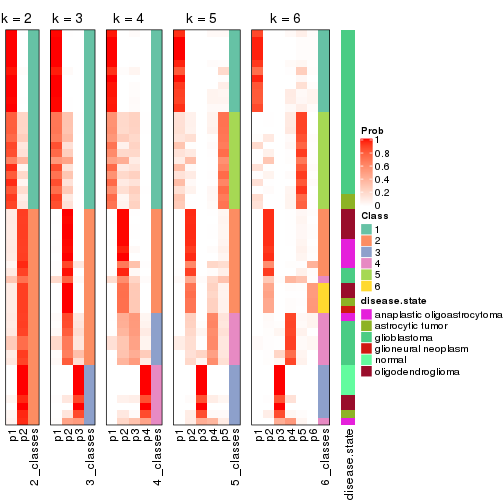 k = 2 k = 3 k = 4 k = 5 k = 6
Prob
1
0.8
0.6
0.4
0.2
0
Class
1
2
3
4
5
6
disease.state
anaplastic oligoastrocytoma
astrocytic tumor
glioblastoma
glioneural neoplasm
normal
oligodendroglioma
p1 p2 2_classes p1 p2 p3 3_classes p1 p2 p3 p4 4_classes p1 p2 p3 p4 p5 5_classes p1 p2 p3 p4 p5 p6 6_classes disease.state